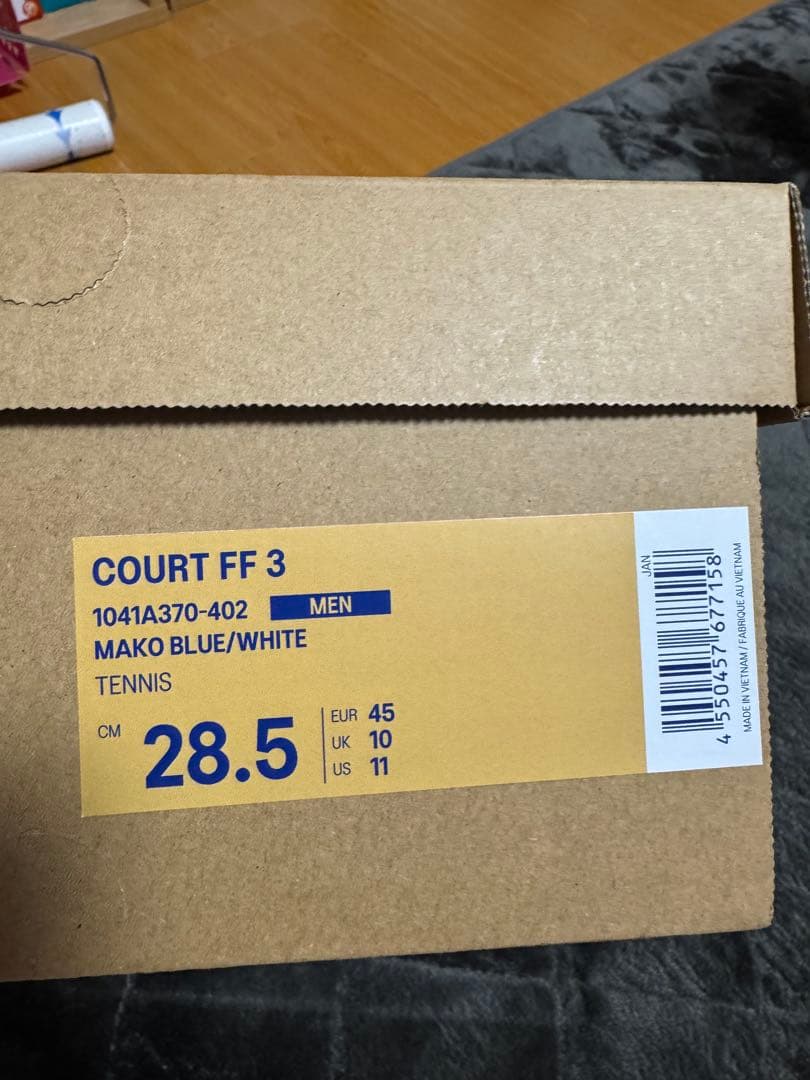 COURT FF 3
1041A370-402 MEN
MAKO BLUE/WHITE
TENNIS
CM 28.5
EUR 45
UK 10
US 11
JAN
4 550457 677158
MADE IN VIETNAM / FABRIQUE AU VIETNAM